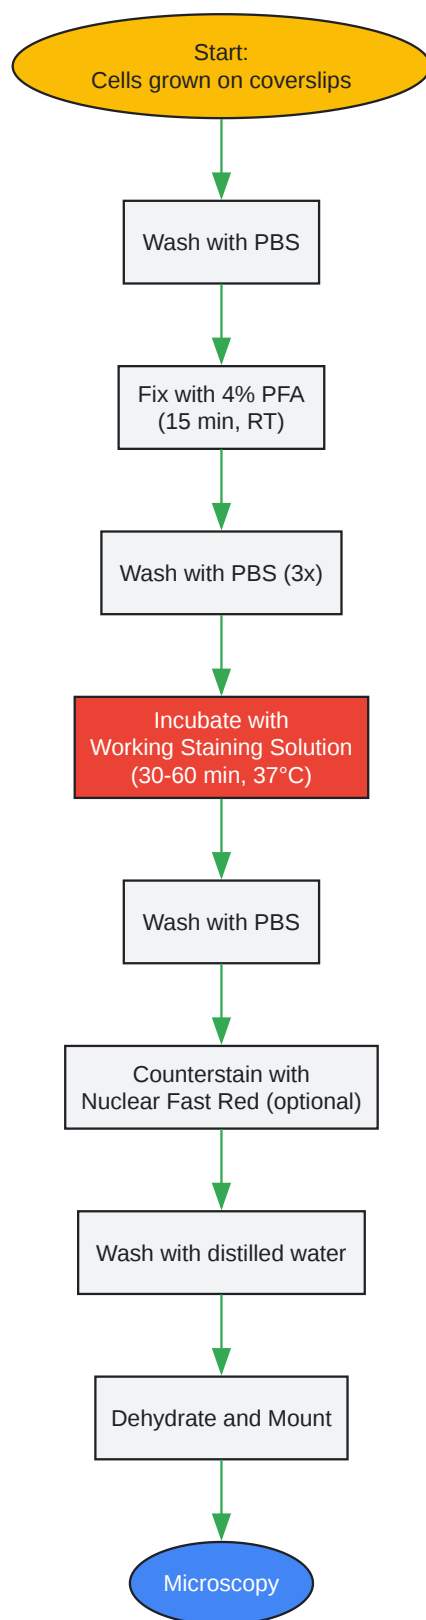 Start:
Cells grown on coverslips
Wash with PBS
Fix with 4% PFA
(15 min, RT)
Wash with PBS (3x)
Incubate with
Working Staining Solution
(30-60 min, 37°C)
Wash with PBS
Counterstain with
Nuclear Fast Red (optional)
Wash with distilled water
Dehydrate and Mount
Microscopy